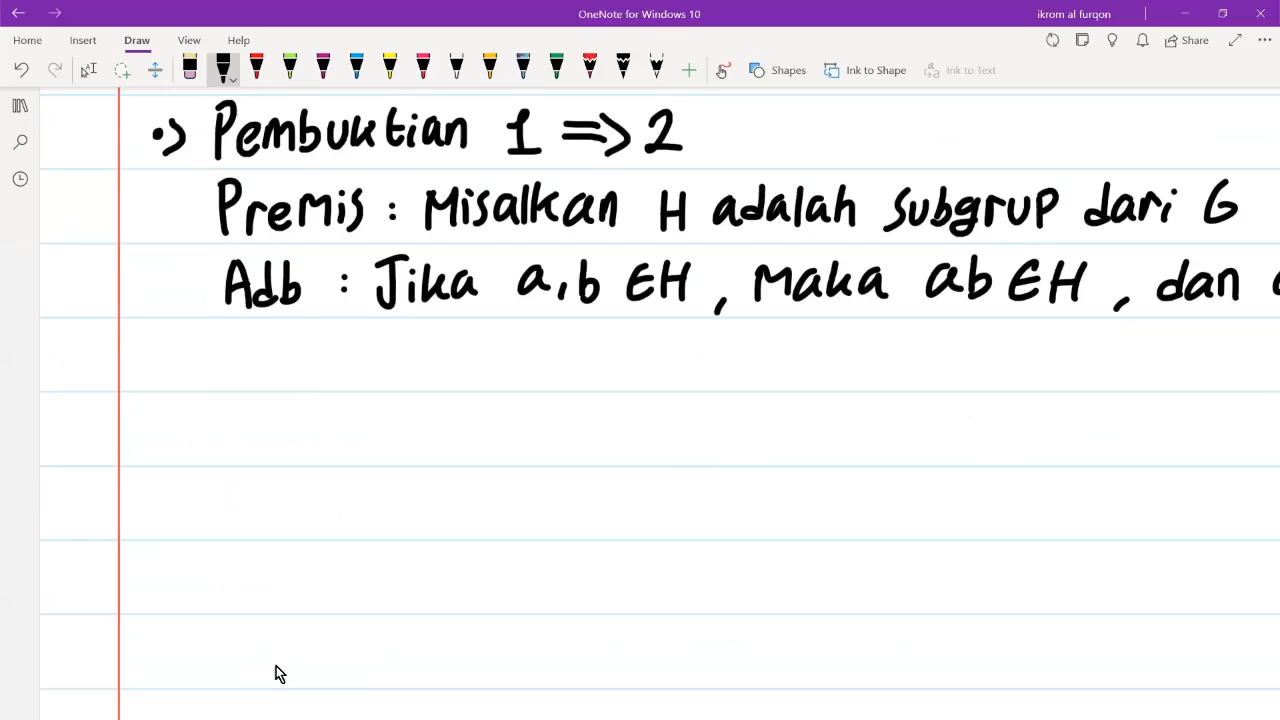 OneNote for Windows 10
ikrom al furqon
Home Insert Draw View Help
Share
Shapes
Ink to Shape
Ink to Text
•> Pembuktian 1 => 2
Premis : Misalkan H adalah subgrup dari G
Adb : Jika a,b ∈H, Maka ab ∈H, dan